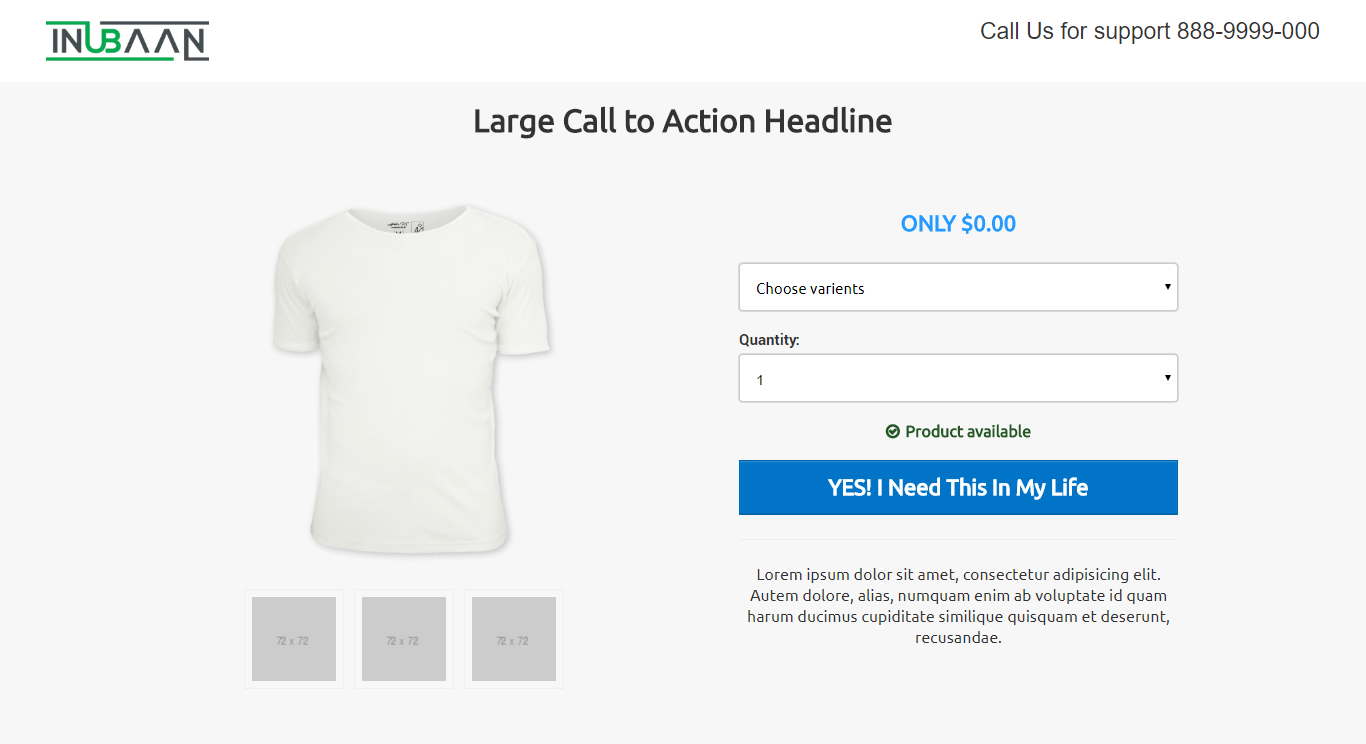 INUBAAN
Call Us for support 888-9999-000
Large Call to Action Headline
ONLY $0.00
Choose varients
Quantity:
1
Product available
YES! I Need This In My Life
Lorem ipsum dolor sit amet, consectetur adipisicing elit.
Autem dolore, alias, numquam enim ab voluptate id quam
harum ducimus cupiditate similique quisquam et deserunt,
recusandae.
72 x 72
72 x 72
72 x 72